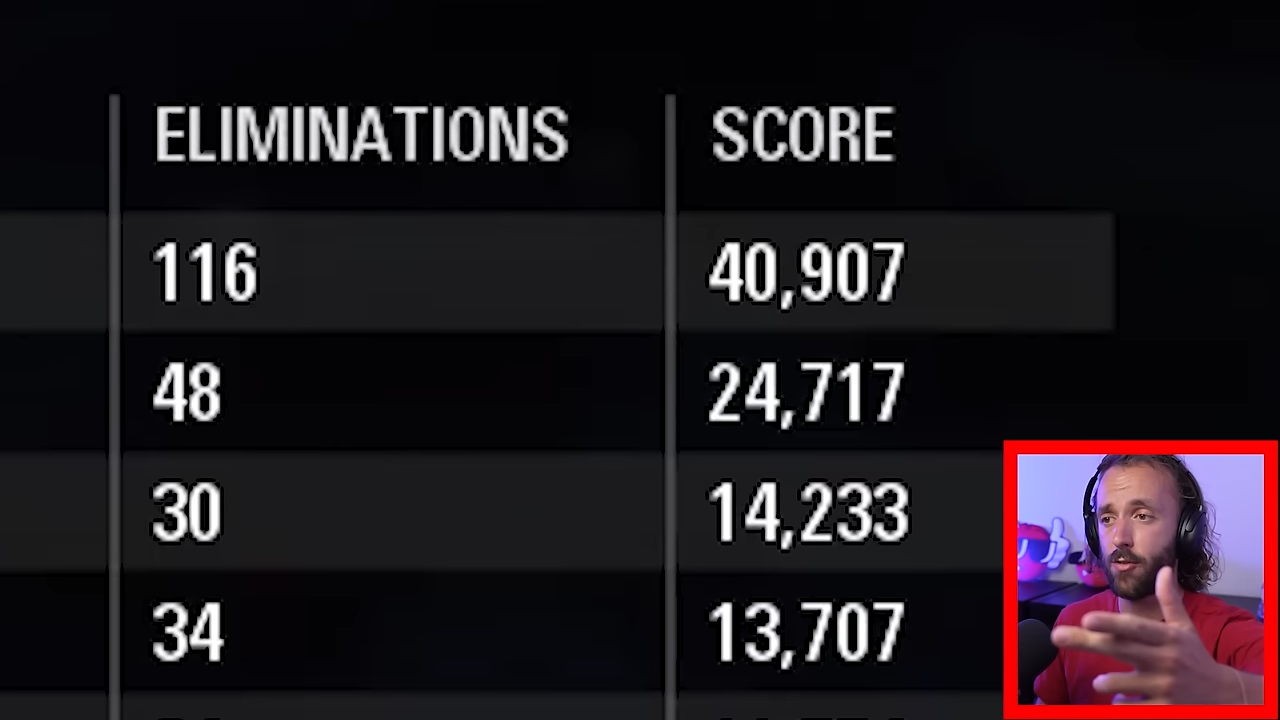 ELIMINATIONS SCORE
116 40,907
48 24,717
30 14,233
34 13,707